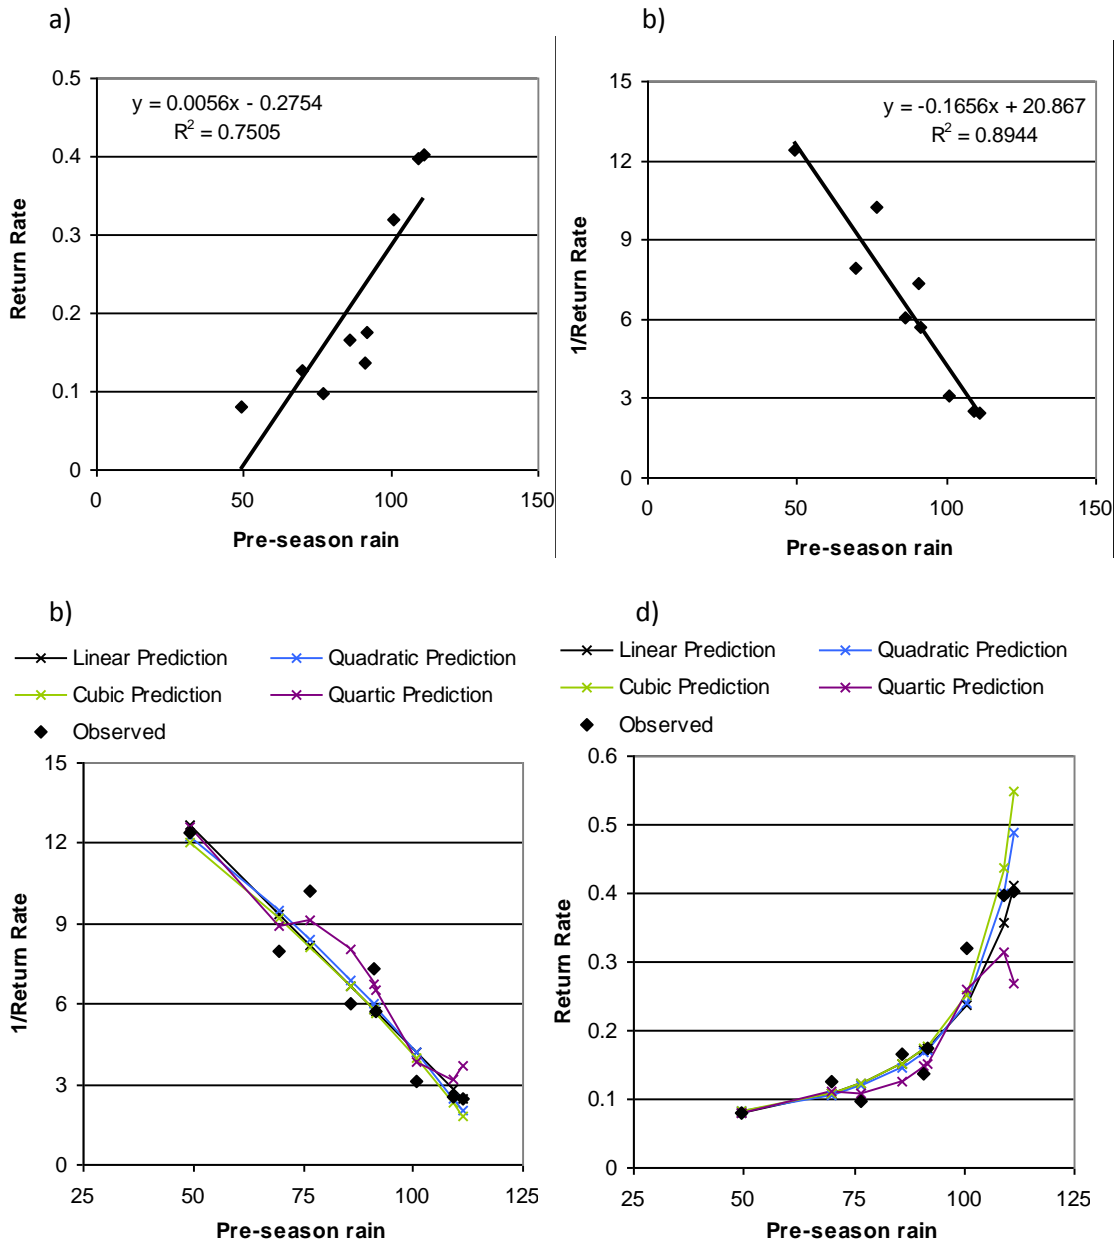 a)
0.5
0.4
0.3
0.2
0.1
0
Return Rate
y = 0.0056x - 0.2754
R² = 0.7505
0 50 100 150
Pre-season rain
b)
15
12
9
6
3
0
1/Return Rate
y = -0.1656x + 20.867
R² = 0.8944
0 50 100 150
Pre-season rain
b)
Linear Prediction Quadratic Prediction
Cubic Prediction Quartic Prediction
Observed
15
12
9
6
3
0
1/Return Rate
25 50 75 100 125
Pre-season rain
d)
Linear Prediction Quadratic Prediction
Cubic Prediction Quartic Prediction
Observed
0.6
0.5
0.4
0.3
0.2
0.1
0
Return Rate
25 50 75 100 125
Pre-season rain